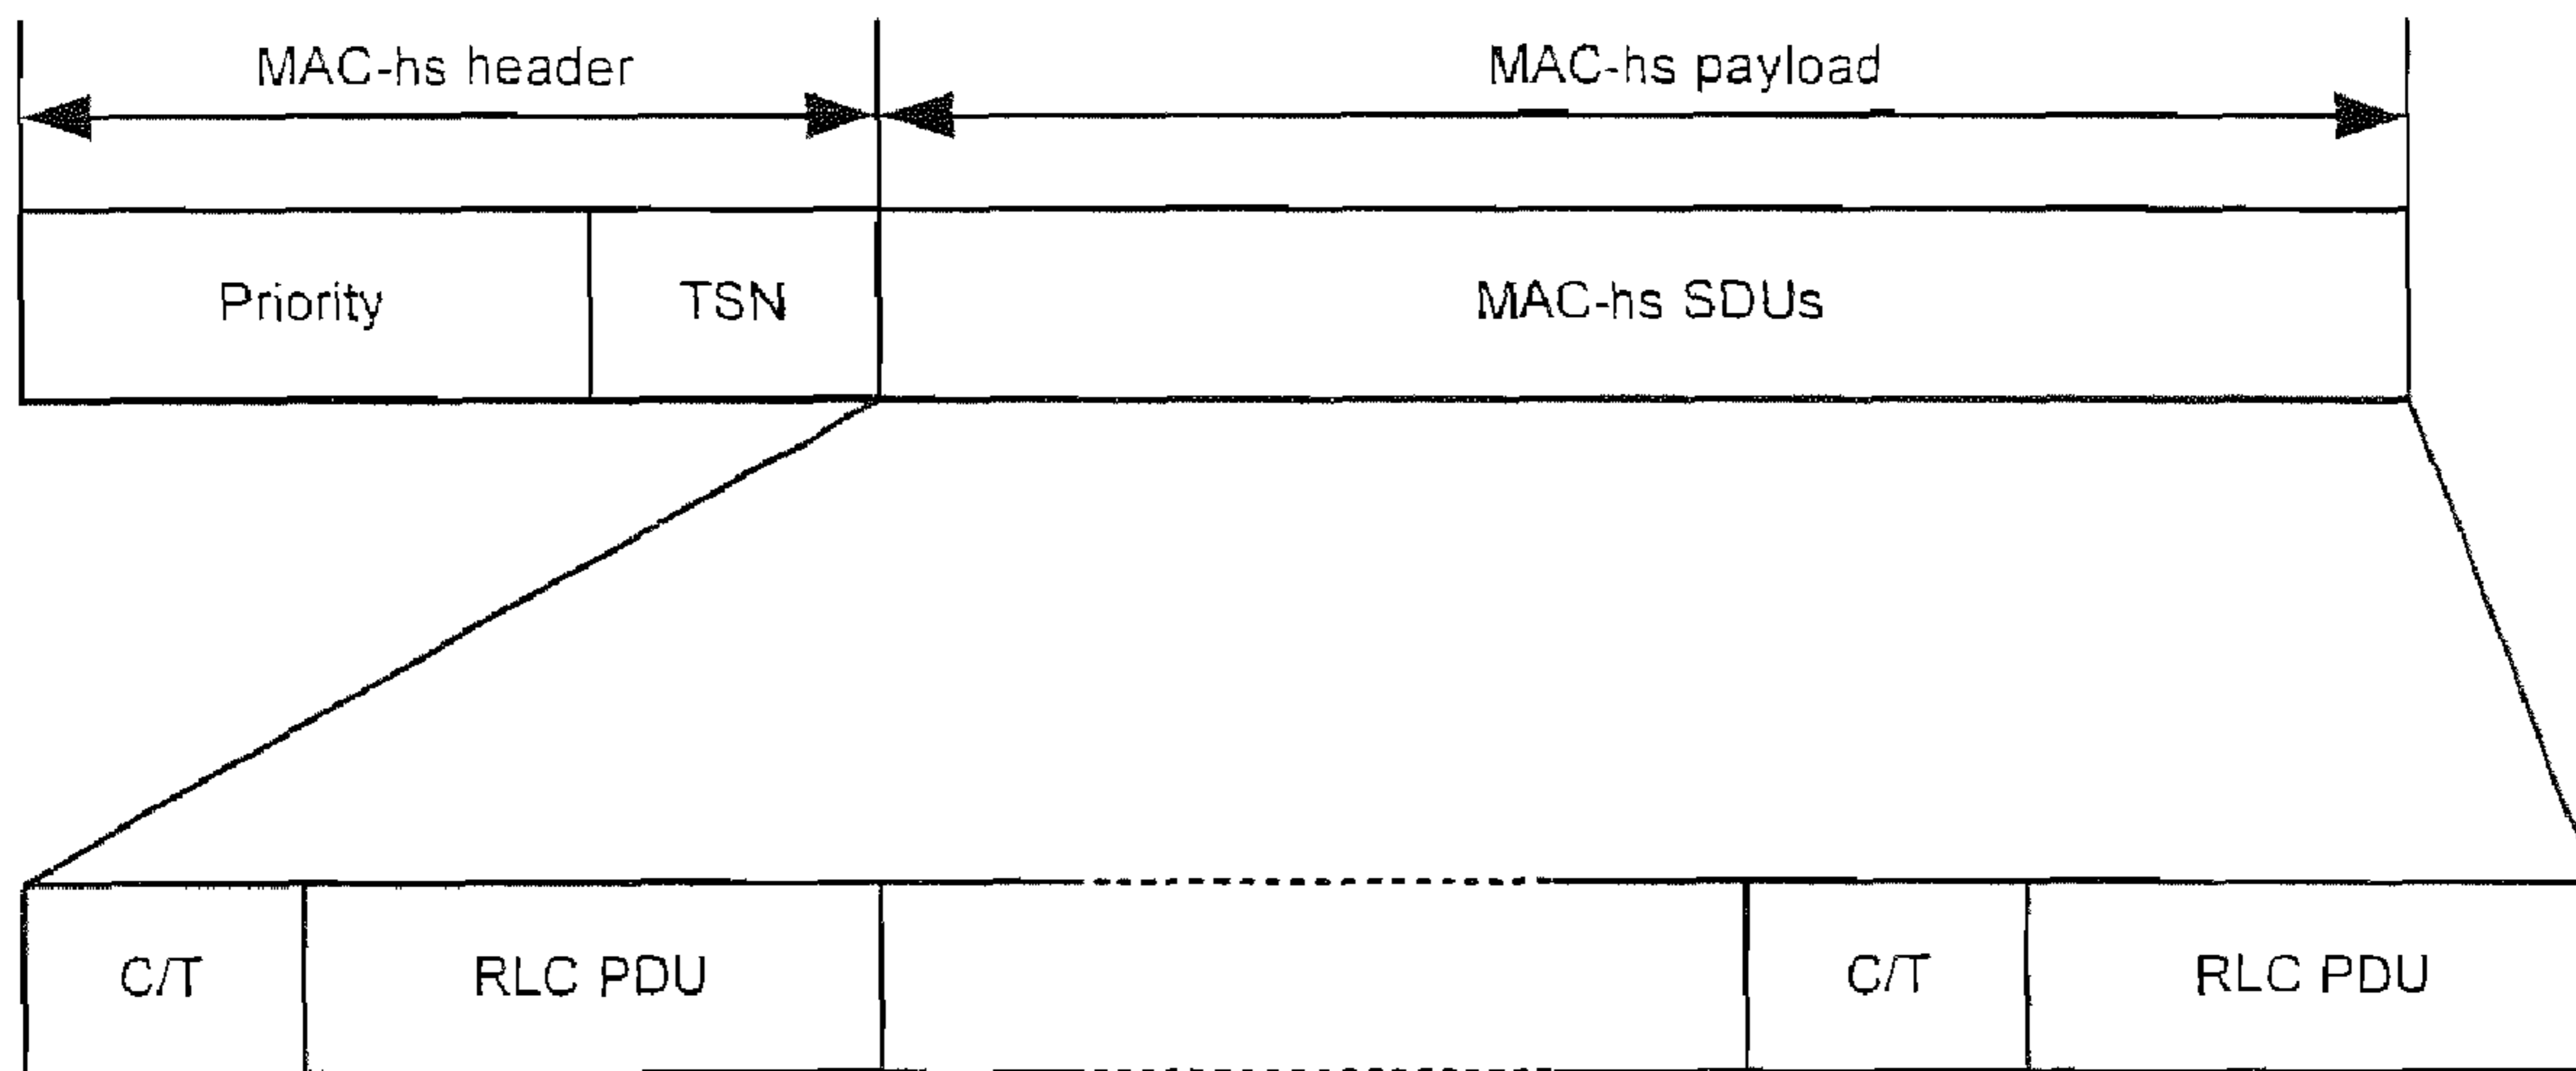 MAC-hs header
MAC-hs payload
Priority
TSN
MAC-hs SDUs
C/T
RLC PDU
C/T
RLC PDU